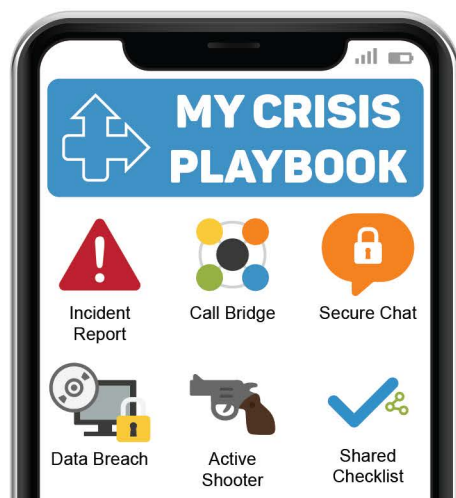 MY CRISIS
PLAYBOOK
Incident
Report
Call Bridge
Secure Chat
Data Breach
Active
Shooter
Shared
Checklist